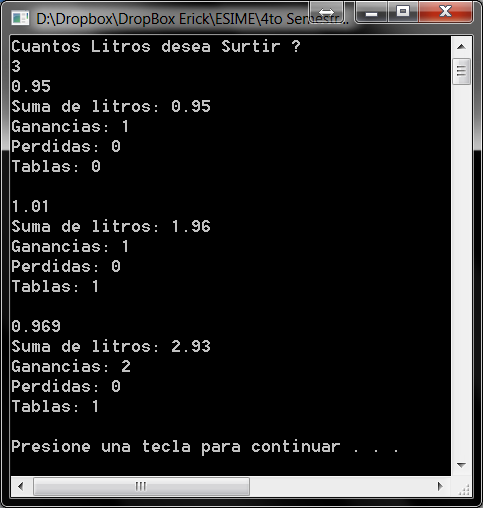 D:\Dropbox\DropBox Erick\ESIME\4to Semestr...
Cuantos Litros desea Surtir ?
3
0.95
Suma de litros: 0.95
Ganancias: 1
Perdidas: 0
Tablas: 0
1.01
Suma de litros: 1.96
Ganancias: 1
Perdidas: 0
Tablas: 1
0.969
Suma de litros: 2.93
Ganancias: 2
Perdidas: 0
Tablas: 1
Presione una tecla para continuar . . .